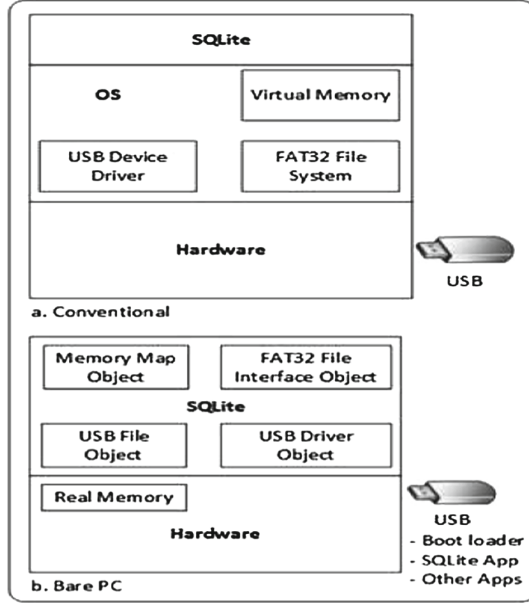 SQLite
OS
Virtual Memory
USB Device
Driver
FAT32 File
System
Hardware
USB
a. Conventional
Memory Map
Object
FAT32 File
Interface Object
SQLite
USB File
Object
USB Driver
Object
Real Memory
Hardware
USB
- Boot loader
- SQLite App
- Other Apps
b. Bare PC